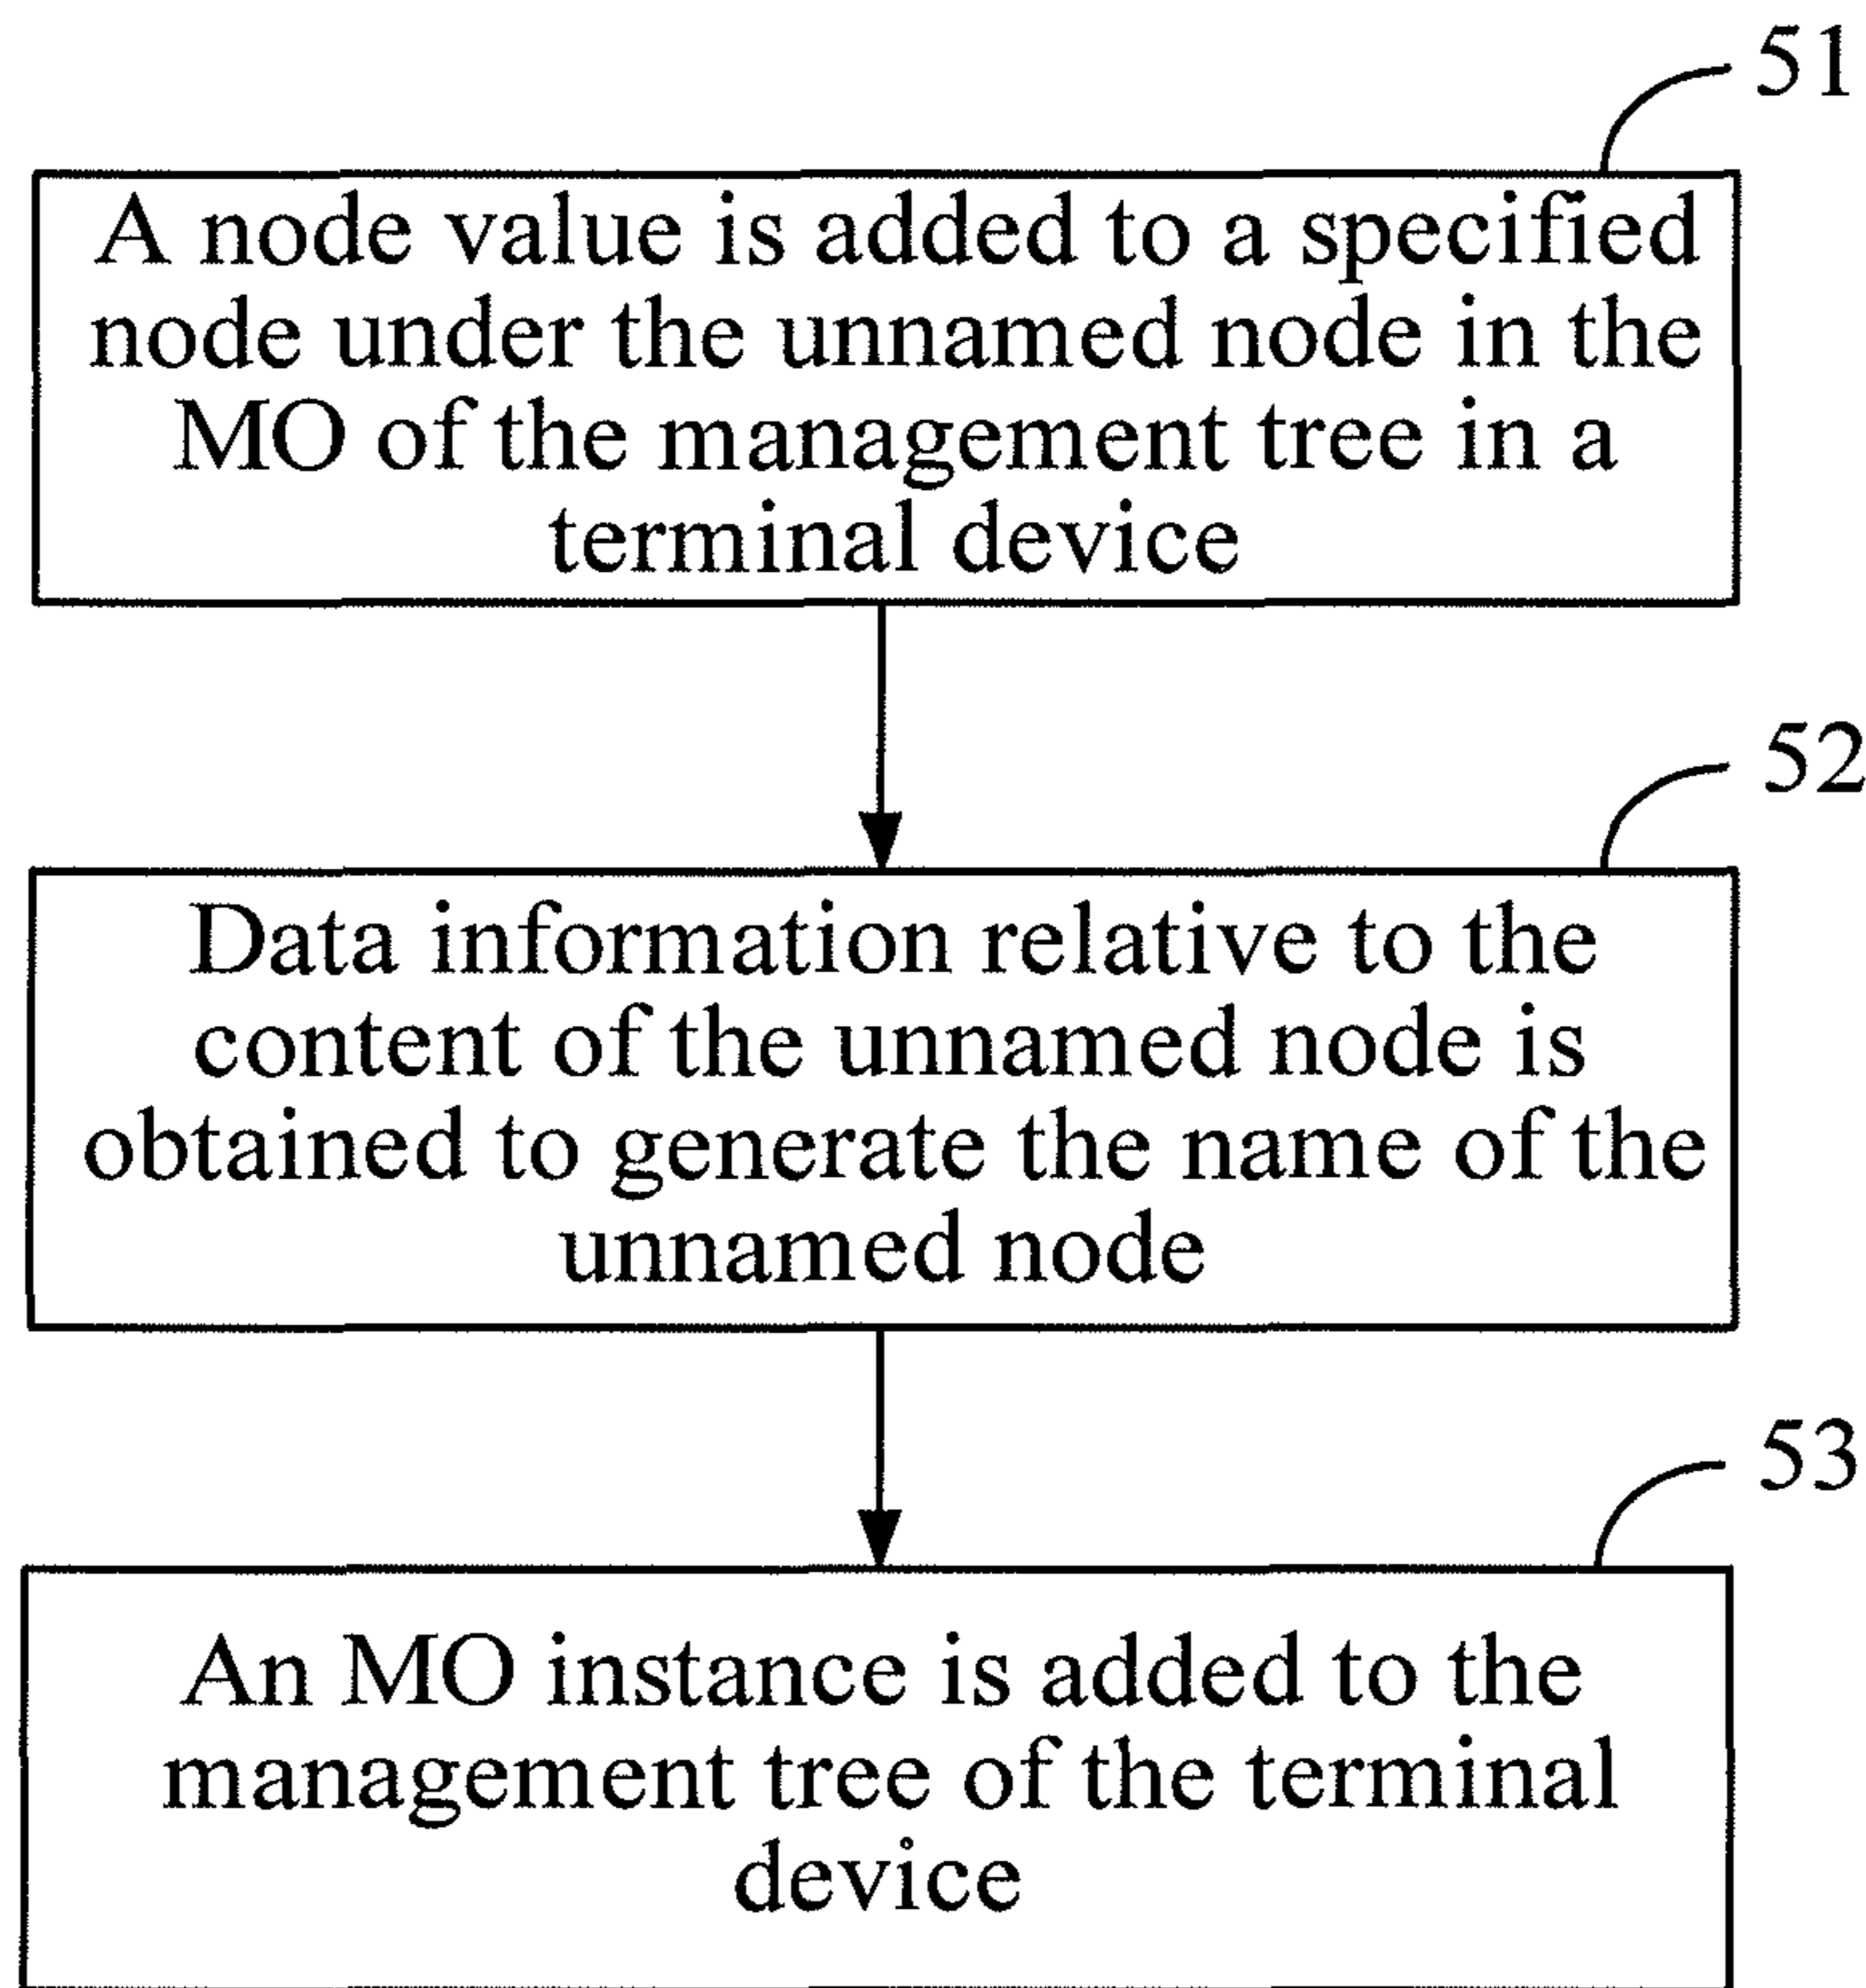 51
A node value is added to a specified
node under the unnamed node in the
MO of the management tree in a
terminal device
52
Data information relative to the
content of the unnamed node is
obtained to generate the name of the
unnamed node
53
An MO instance is added to the
management tree of the terminal
device